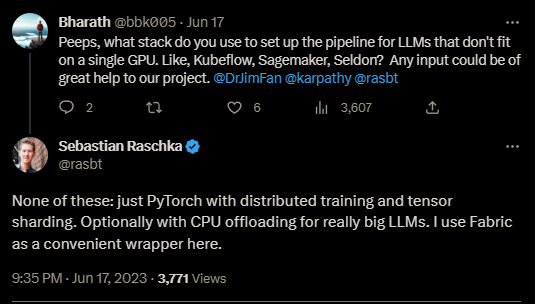 Bharath @bbk005 · Jun 17
Peeps, what stack do you use to set up the pipeline for LLMs that don't fit
on a single GPU. Like, Kubeflow, Sagemaker, Seldon?  Any input could be of
great help to our project. @DrJimFan @karpathy @rasbt
2 6 3,607
Sebastian Raschka
@rasbt
None of these: just PyTorch with distributed training and tensor
sharding. Optionally with CPU offloading for really big LLMs. I use Fabric
as a convenient wrapper here.
9:35 PM · Jun 17, 2023 · 3,771 Views